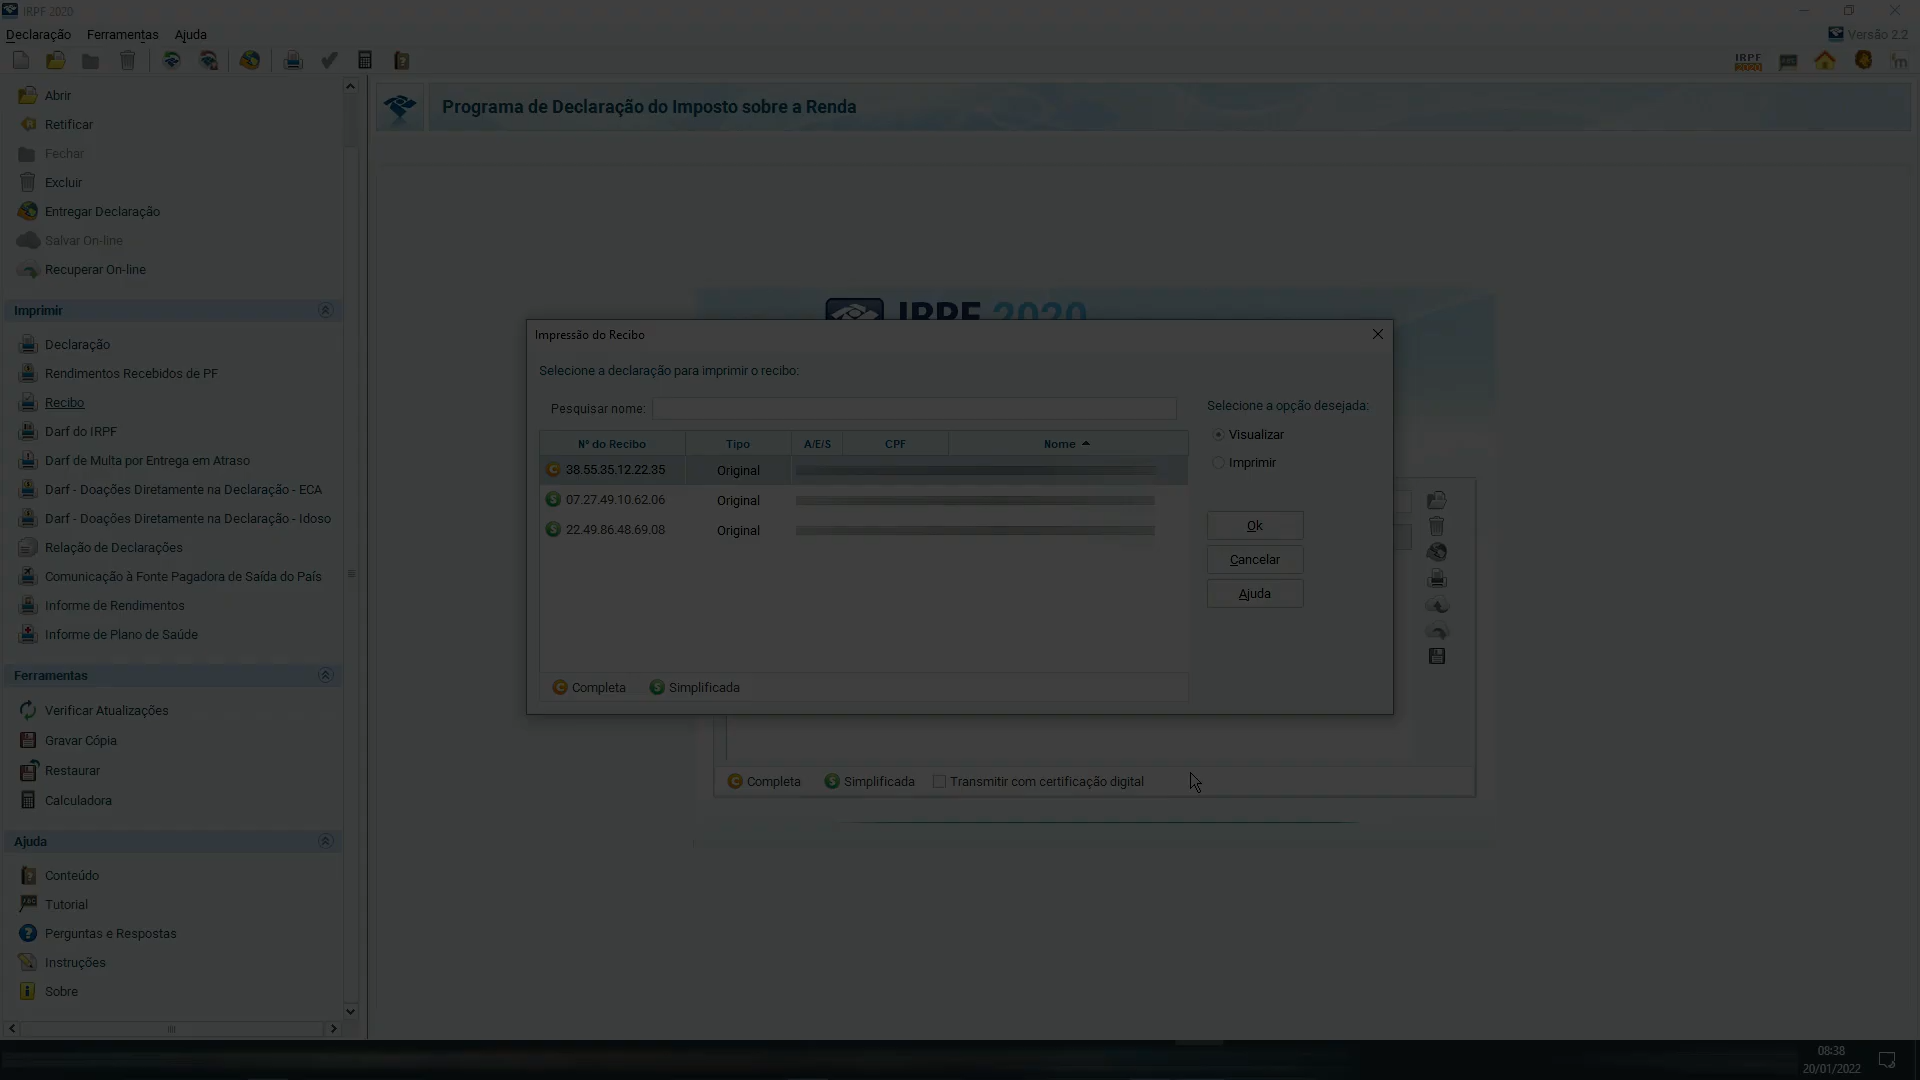 IRPF 2020
Declaração Ferramentas Ajuda
Versão 2.2
IRPF 2020
Abrir
Retificar
Fechar
Excluir
Entregar Declaração
Salvar On-line
Recuperar On-line
Imprimir
Declaração
Rendimentos Recebidos de PF
Recibo
Darf do IRPF
Darf de Multa por Entrega em Atraso
Darf - Doações Diretamente na Declaração - ECA
Darf - Doações Diretamente na Declaração - Idoso
Relação de Declarações
Comunicação à Fonte Pagadora de Saída do País
Informe de Rendimentos
Informe de Plano de Saúde
Ferramentas
Verificar Atualizações
Gravar Cópia
Restaurar
Calculadora
Ajuda
Conteúdo
Tutorial
Perguntas e Respostas
Instruções
Sobre
Programa de Declaração do Imposto sobre a Renda
IRPF 2020
Impressão do Recibo
Selecione a declaração para imprimir o recibo:
Pesquisar nome:
Nº do Recibo Tipo A/E/S CPF Nome
C 38.55.35.12.22.35 Original
S 07.27.49.10.62.06 Original
S 22.49.86.48.69.08 Original
C Completa S Simplificada
Selecione a opção desejada:
Visualizar
Imprimir
Ok
Cancelar
Ajuda
C Completa S Simplificada Transmitir com certificação digital
08:38
20/01/2022